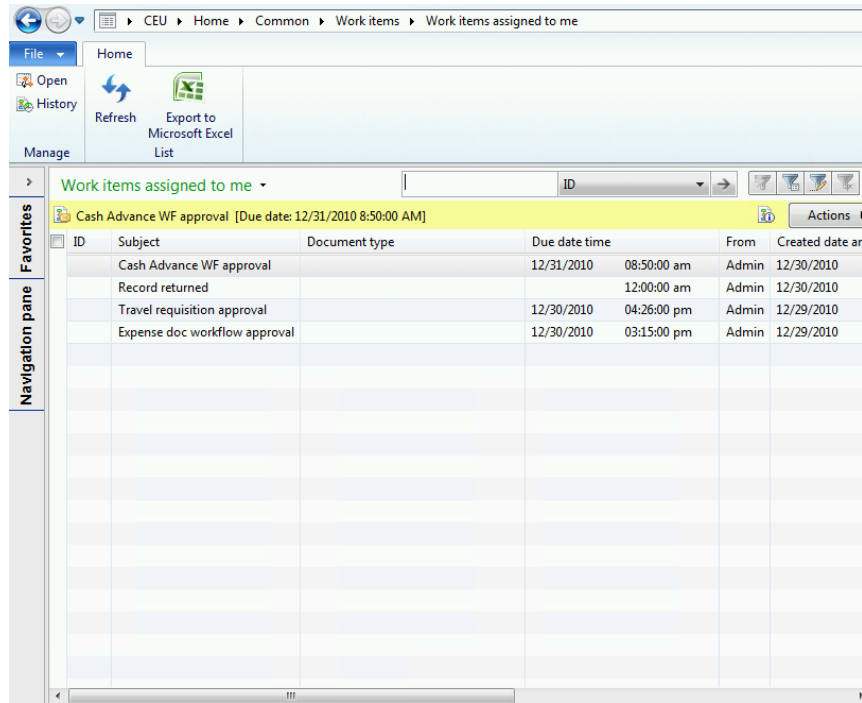 CEU Home Common Work items Work items assigned to me
File Home
Open
History
Refresh
Export to
Microsoft Excel
Manage List
Work items assigned to me ID
Cash Advance WF approval [Due date: 12/31/2010 8:50:00 AM] Actions
ID Subject Document type Due date time From Created date an
Cash Advance WF approval 12/31/2010 08:50:00 am Admin 12/30/2010
Record returned 12:00:00 am Admin 12/30/2010
Travel requisition approval 12/30/2010 04:26:00 pm Admin 12/29/2010
Expense doc workflow approval 12/30/2010 03:15:00 pm Admin 12/29/2010
Favorites
Navigation pane